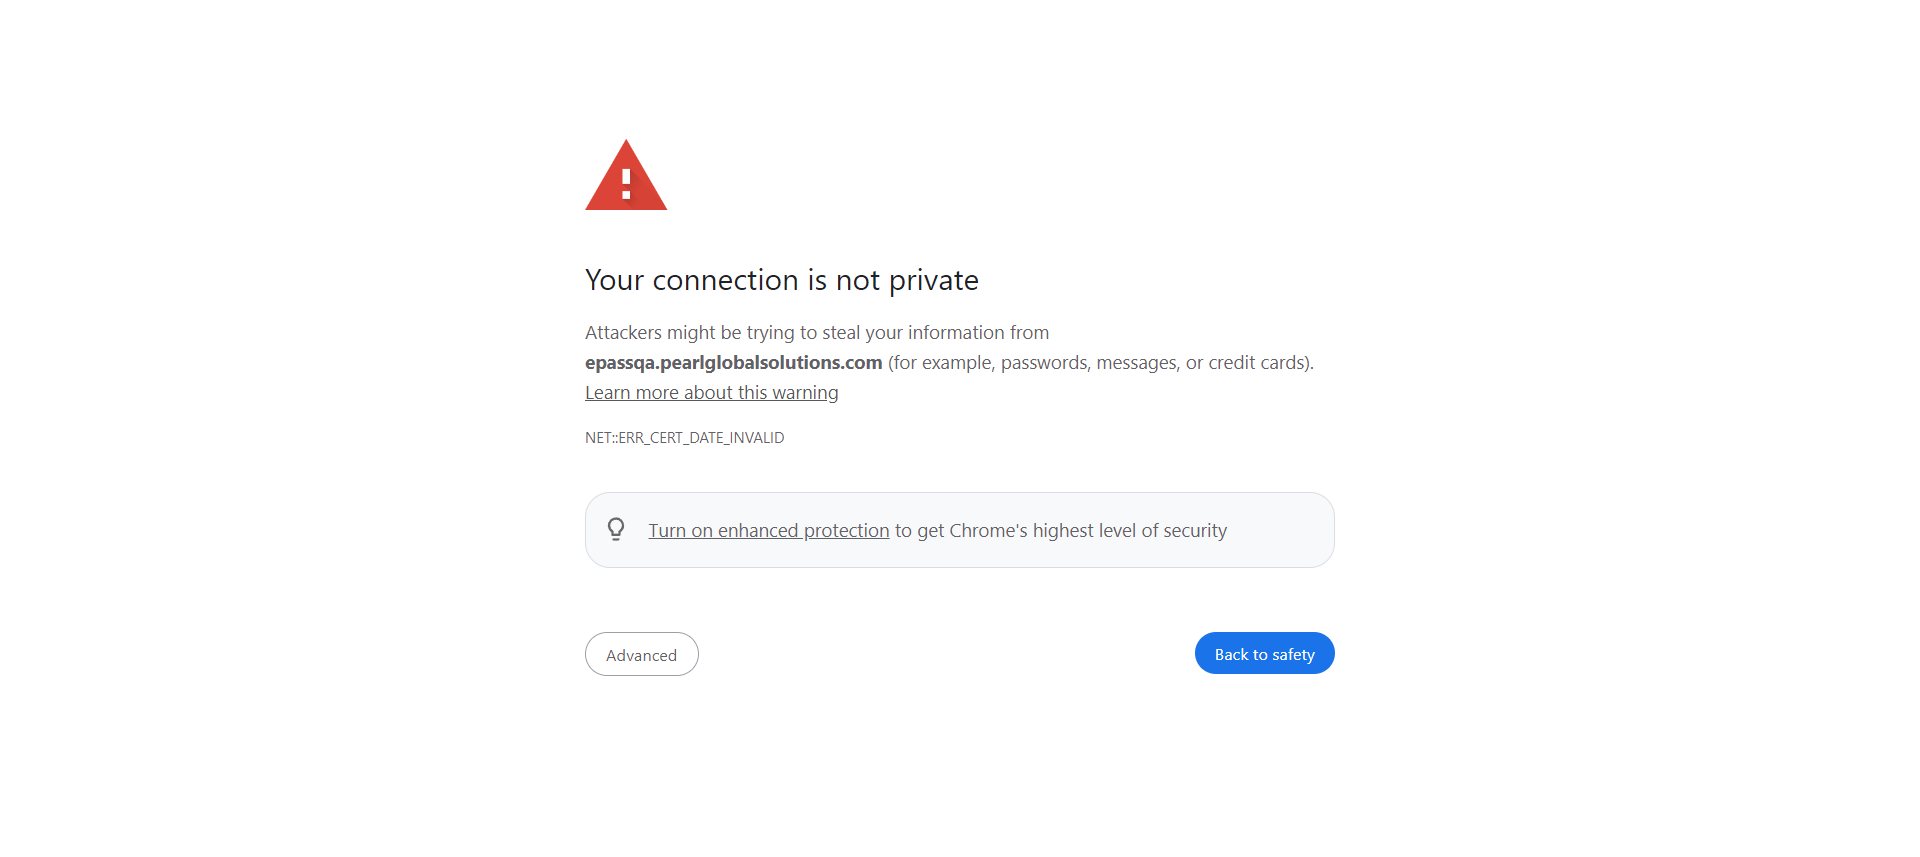 Your connection is not private
Attackers might be trying to steal your information from
epassqa.pearlglobalsolutions.com (for example, passwords, messages, or credit cards).
Learn more about this warning
NET::ERR_CERT_DATE_INVALID
Turn on enhanced protection to get Chrome's highest level of security
Advanced
Back to safety